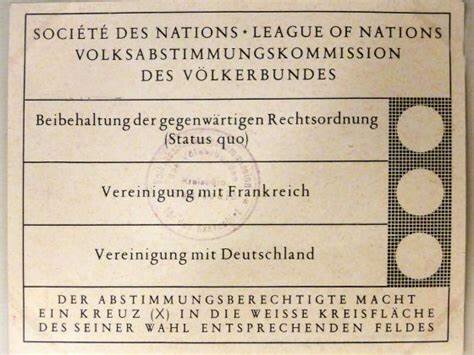 SOCIÉTÉ DES NATIONS • LEAGUE OF NATIONS
VOLKSABSTIMMUNGSKOMMISSION
DES VÖLKERBUNDES
Beibehaltung der gegenwärtigen Rechtsordnung
(Status quo)
Vereinigung mit Frankreich
Vereinigung mit Deutschland
DER ABSTIMMUNGSBERECHTIGTE MACHT
EIN KREUZ (X) IN DIE WEISSE KREISFLÄCHE
DES SEINER WAHL ENTSPRECHENDEN FELDES